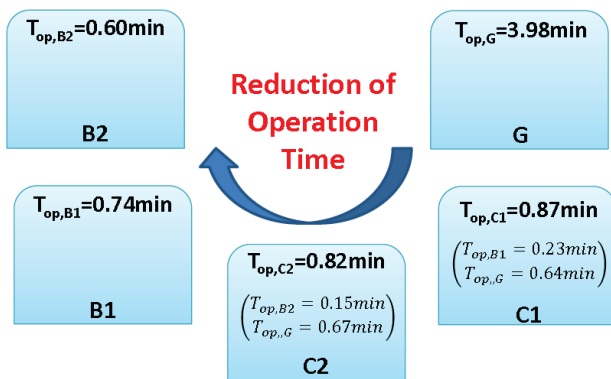 T_op,B2=0.60min
B2
T_op,G=3.98min
G
Reduction of
Operation
Time
T_op,B1=0.74min
B1
T_op,C2=0.82min
(T_op,B2 = 0.15min
T_op,,G = 0.67min)
C2
T_op,C1=0.87min
(T_op,B1 = 0.23min
T_op,,G = 0.64min)
C1